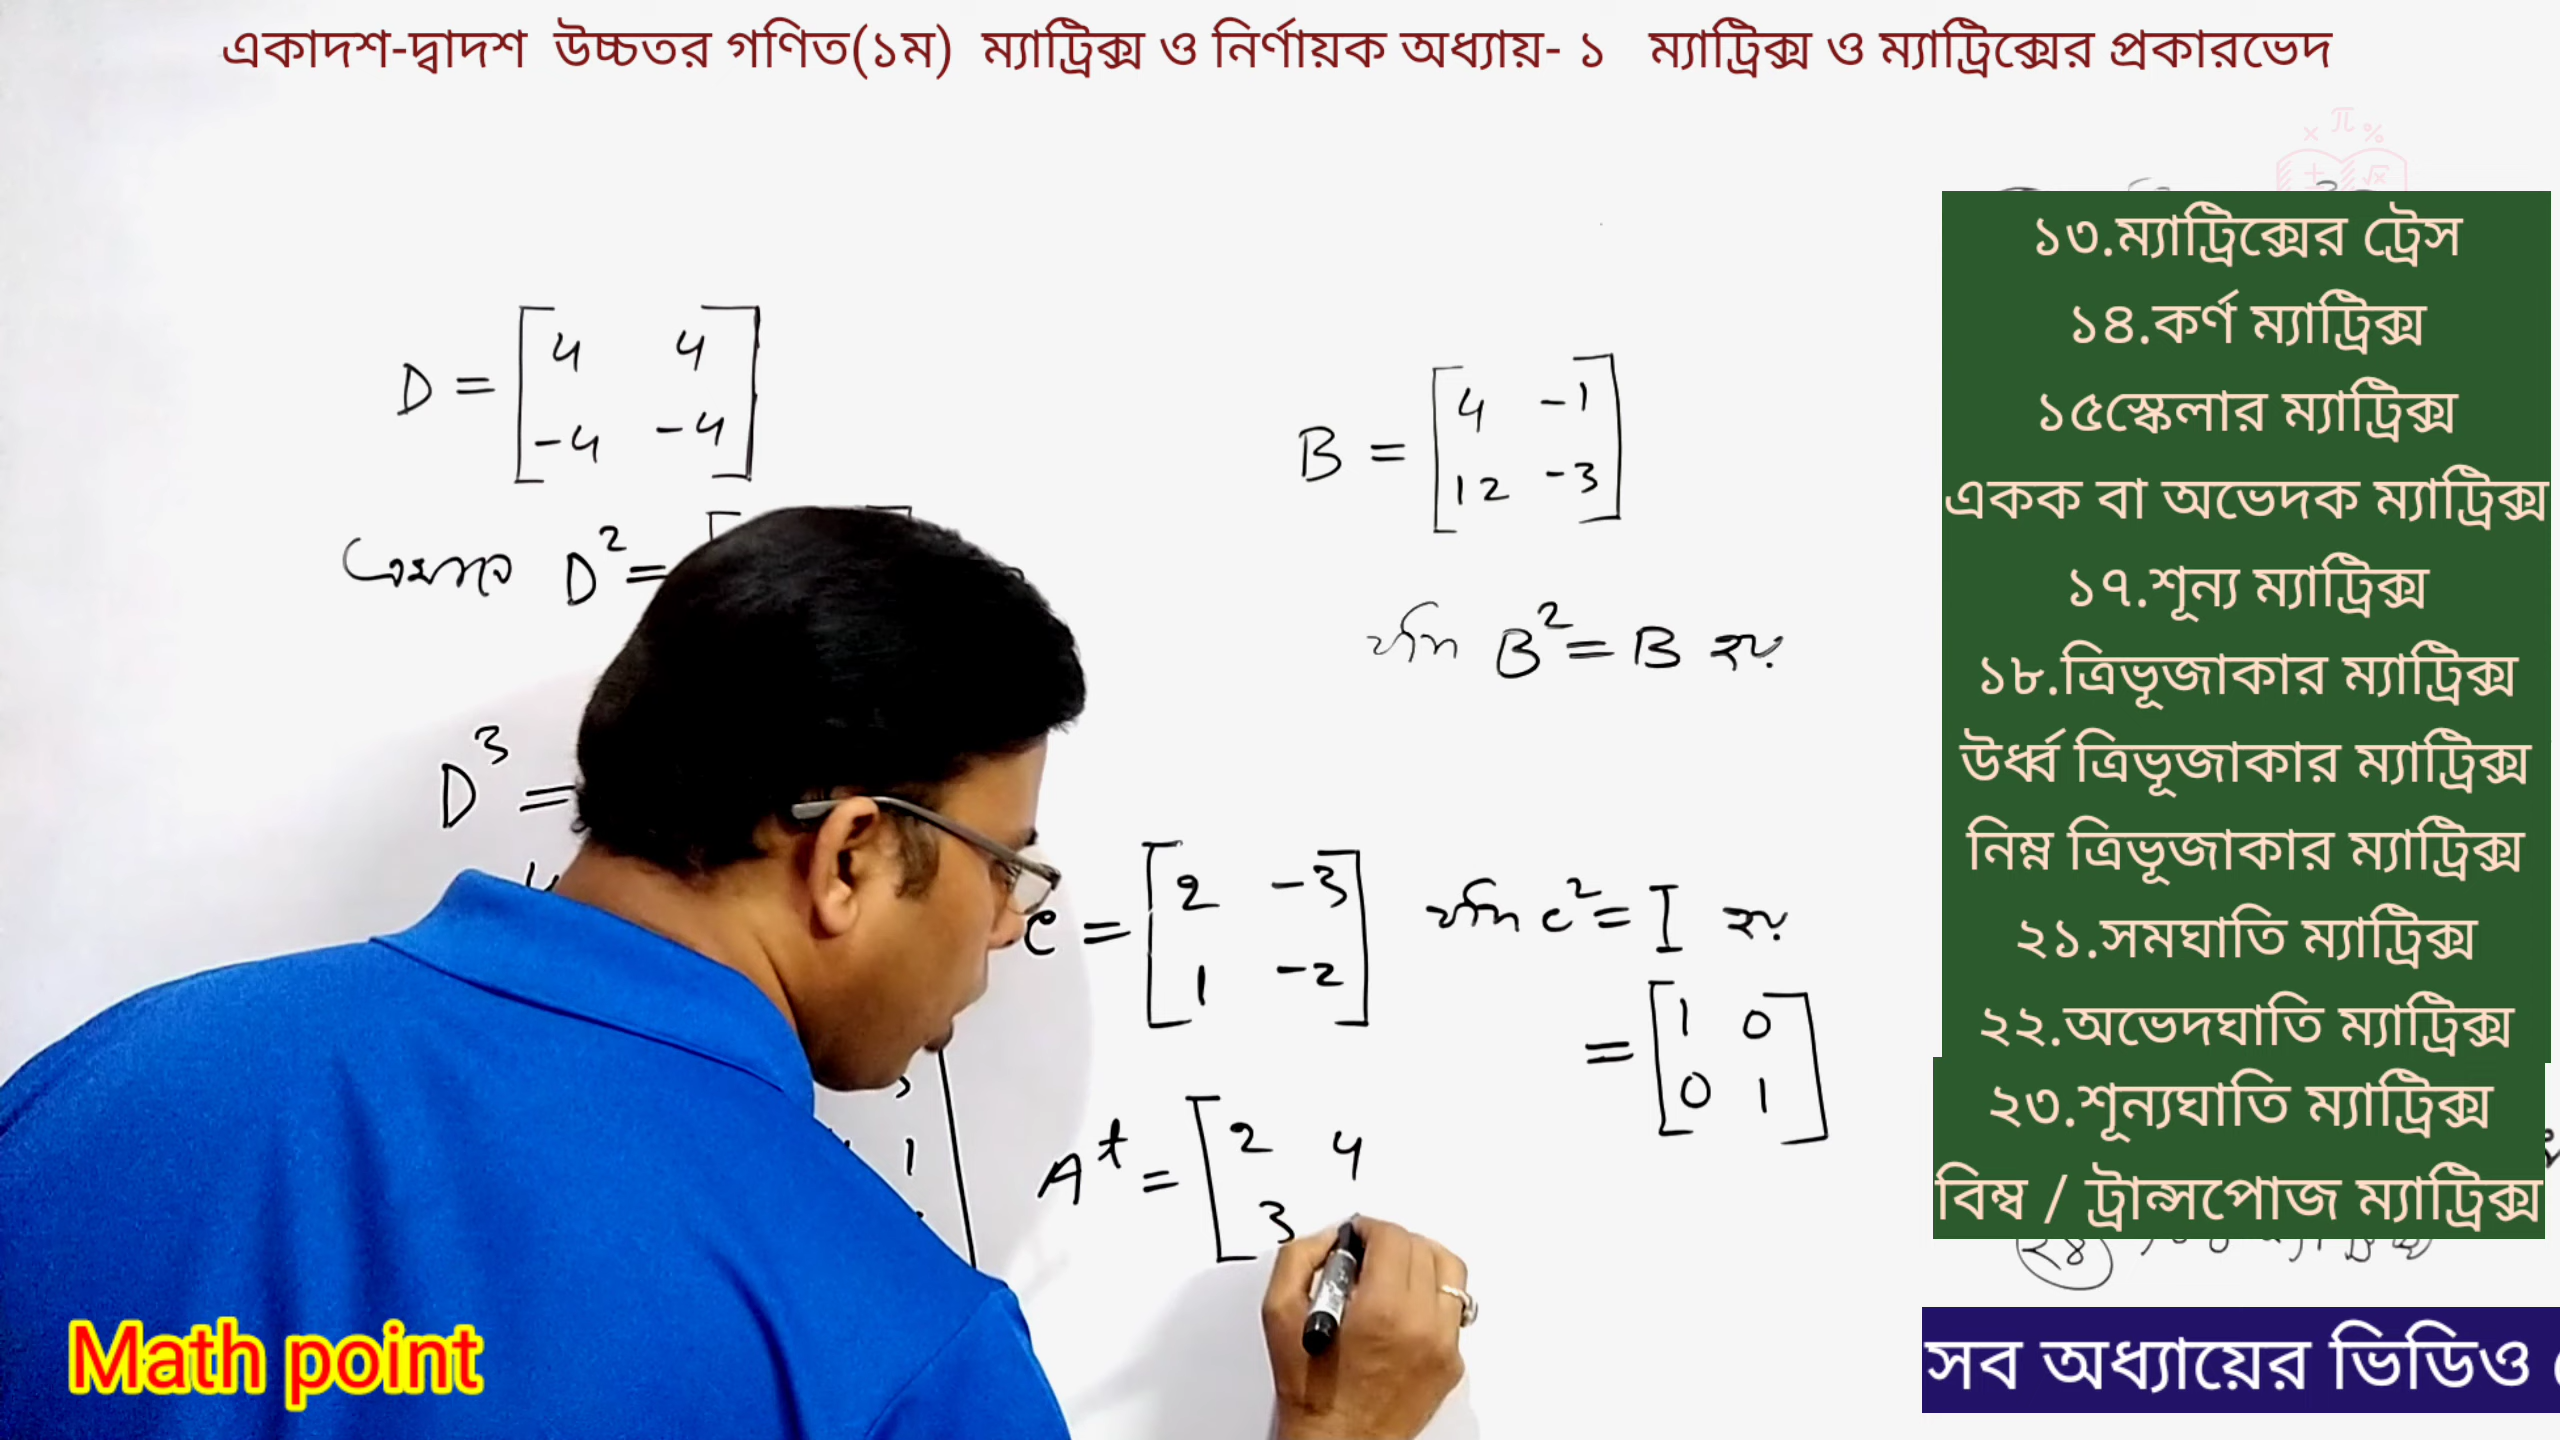 একাদশ-দ্বাদশ উচ্চতর গণিত(১ম) ম্যাট্রিক্স ও নির্ণায়ক অধ্যায়- ১ ম্যাট্রিক্স ও ম্যাট্রিক্সের প্রকারভেদ
D = [4 4
-4 -4]
D² =
D³ =
B = [4 -1
12 -3]
যদি B² = B হয়
C = [2 -3
1 -2]
যদি C² = I হয়
= [1 0
0 1]
Aᵗ = [2 4
3
১৩.ম্যাট্রিক্সের ট্রেস
১৪.কর্ণ ম্যাট্রিক্স
১৫স্কেলার ম্যাট্রিক্স
একক বা অভেদক ম্যাট্রিক্স
১৭.শূন্য ম্যাট্রিক্স
১৮.ত্রিভূজাকার ম্যাট্রিক্স
উর্ধ্ব ত্রিভূজাকার ম্যাট্রিক্স
নিম্ন ত্রিভূজাকার ম্যাট্রিক্স
২১.সমঘাতি ম্যাট্রিক্স
২২.অভেদঘাতি ম্যাট্রিক্স
২৩.শূন্যঘাতি ম্যাট্রিক্স
বিম্ব / ট্রান্সপোজ ম্যাট্রিক্স
২৪
সব অধ্যায়ের ভিডিও
Math point